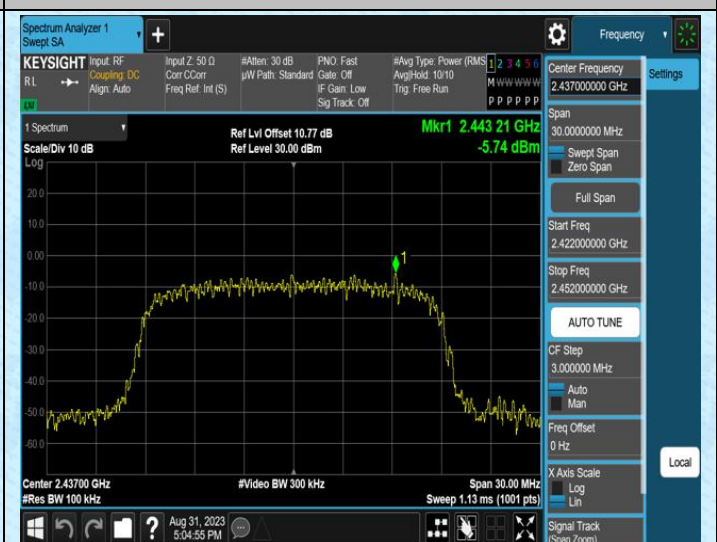 Spectrum Analyzer 1
Swept SA
+
Frequency
KEYSIGHT
RL
Input: RF
Coupling: DC
Align: Auto
Input Z: 50 Ω
Corr CCorr
Freq Ref: Int (S)
#Atten: 30 dB
µW Path: Standard
PNO: Fast
Gate: Off
IF Gain: Low
Sig Track: Off
#Avg Type: Power (RMS
Avg|Hold: 10/10
Trig: Free Run
1 2 3 4 5 6
M W W W W W
P P P P P P
1 Spectrum
Scale/Div 10 dB
Log
Ref Lvl Offset 10.77 dB
Ref Level 30.00 dBm
Mkr1 2.443 21 GHz
-5.74 dBm
20.0
10.0
0.00
-10.0
-20.0
-30.0
-40.0
-50.0
-60.0
1
Center 2.43700 GHz
#Res BW 100 kHz
#Video BW 300 kHz
Span 30.00 MHz
Sweep 1.13 ms (1001 pts)
Center Frequency
2.437000000 GHz
Span
30.0000000 MHz
Swept Span
Zero Span
Full Span
Start Freq
2.422000000 GHz
Stop Freq
2.452000000 GHz
AUTO TUNE
CF Step
3.000000 MHz
Auto
Man
Freq Offset
0 Hz
X Axis Scale
Log
Lin
Signal Track
(Span Zoom)
Settings
Local
?
Aug 31, 2023
5:04:55 PM